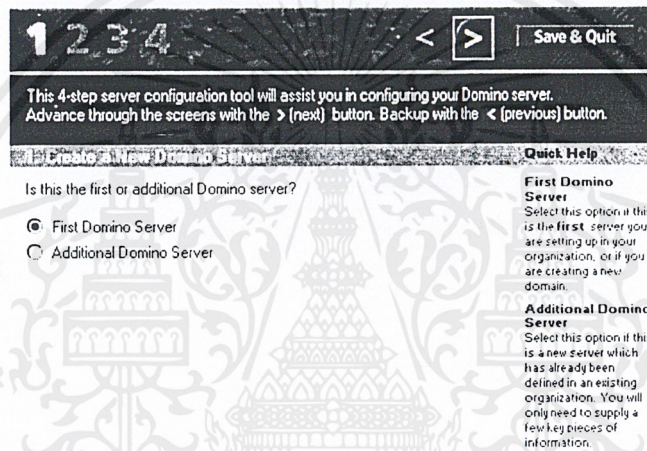 1 2 3 4 < > Save & Quit
This 4-step server configuration tool will assist you in configuring your Domino server.
Advance through the screens with the > (next) button. Backup with the < (previous) button.
1. Create a New Domino Server
Is this the first or additional Domino server?
First Domino Server
Additional Domino Server
Quick Help
First Domino
Server
Select this option if this
is the first server you
are setting up in your
organization, or if you
are creating a new
domain.
Additional Domino
Server
Select this option if this
is a new server which
has already been
defined in an existing
organization. You will
only need to supply a
few key pieces of
information.